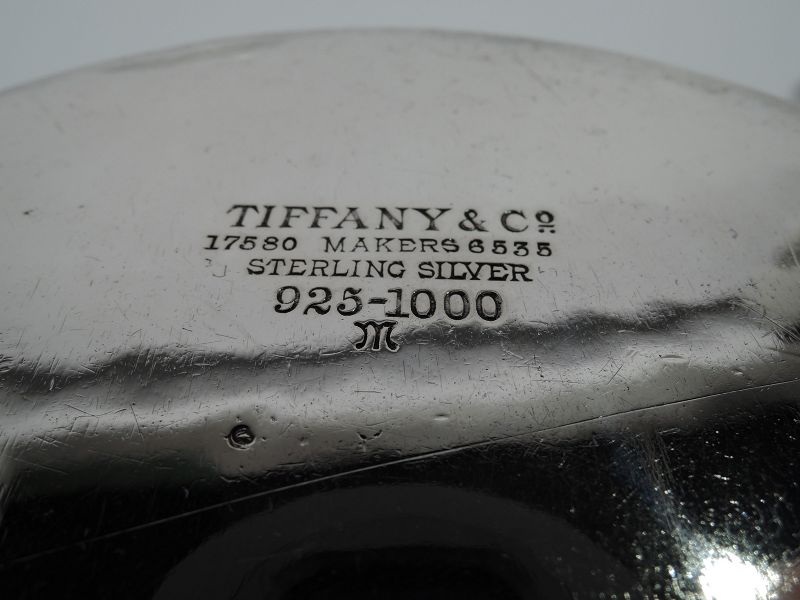 TIFFANY & Cº
17580 MAKERS 6535
STERLING SILVER
925-1000
M